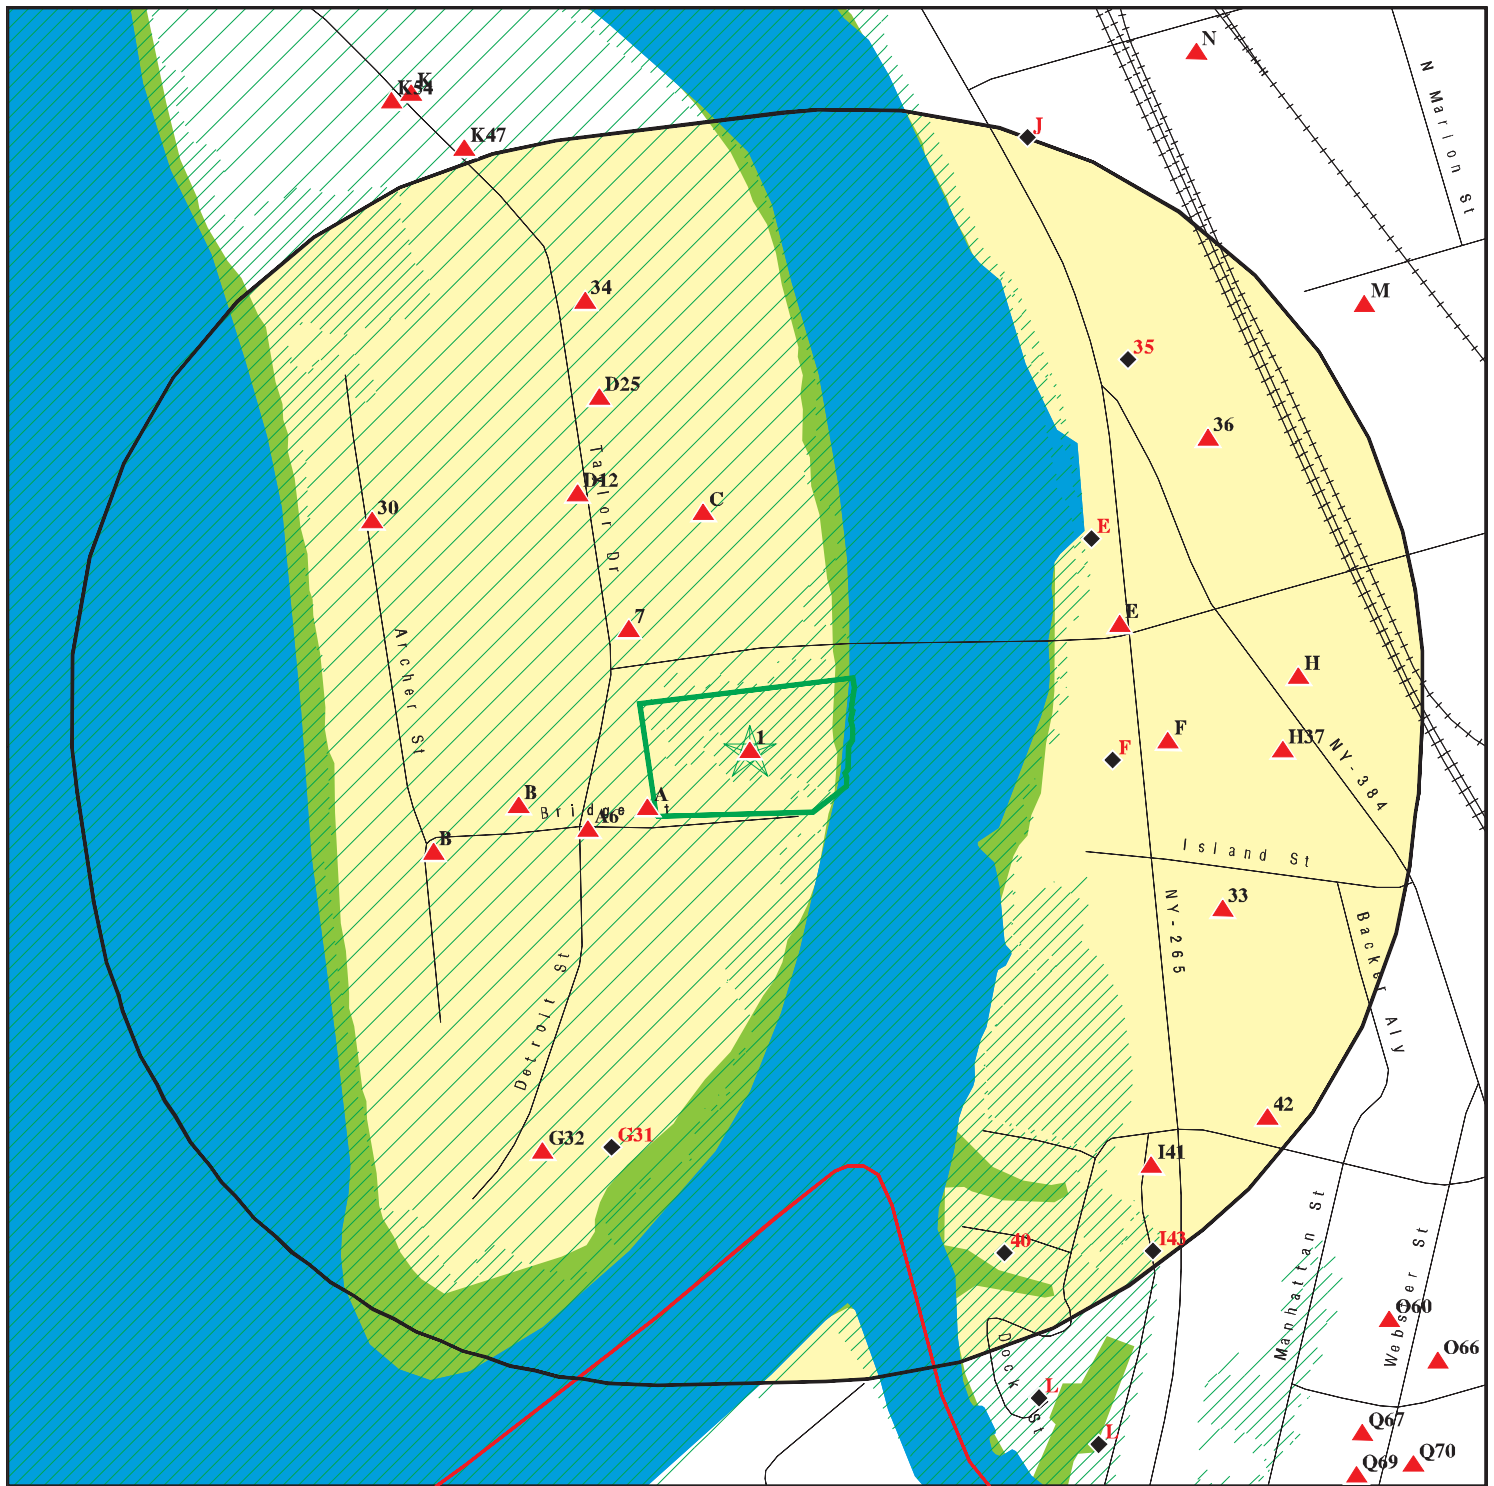 N
N Marion St
K
K54
J
K47
34
M
35
D25
36
Taylor Dr
D12
C
30
E
E
7
Archer St
H
F
F
H37
1
NY-384
B
Bridge St
A
A6
B
Island St
33
NY-265
Backer Aly
Detroit St
42
G32
G31
I41
Manhattan St
40
I43
Webster St
O60
Dock St
O66
L
Q67
L
Q70
Q69